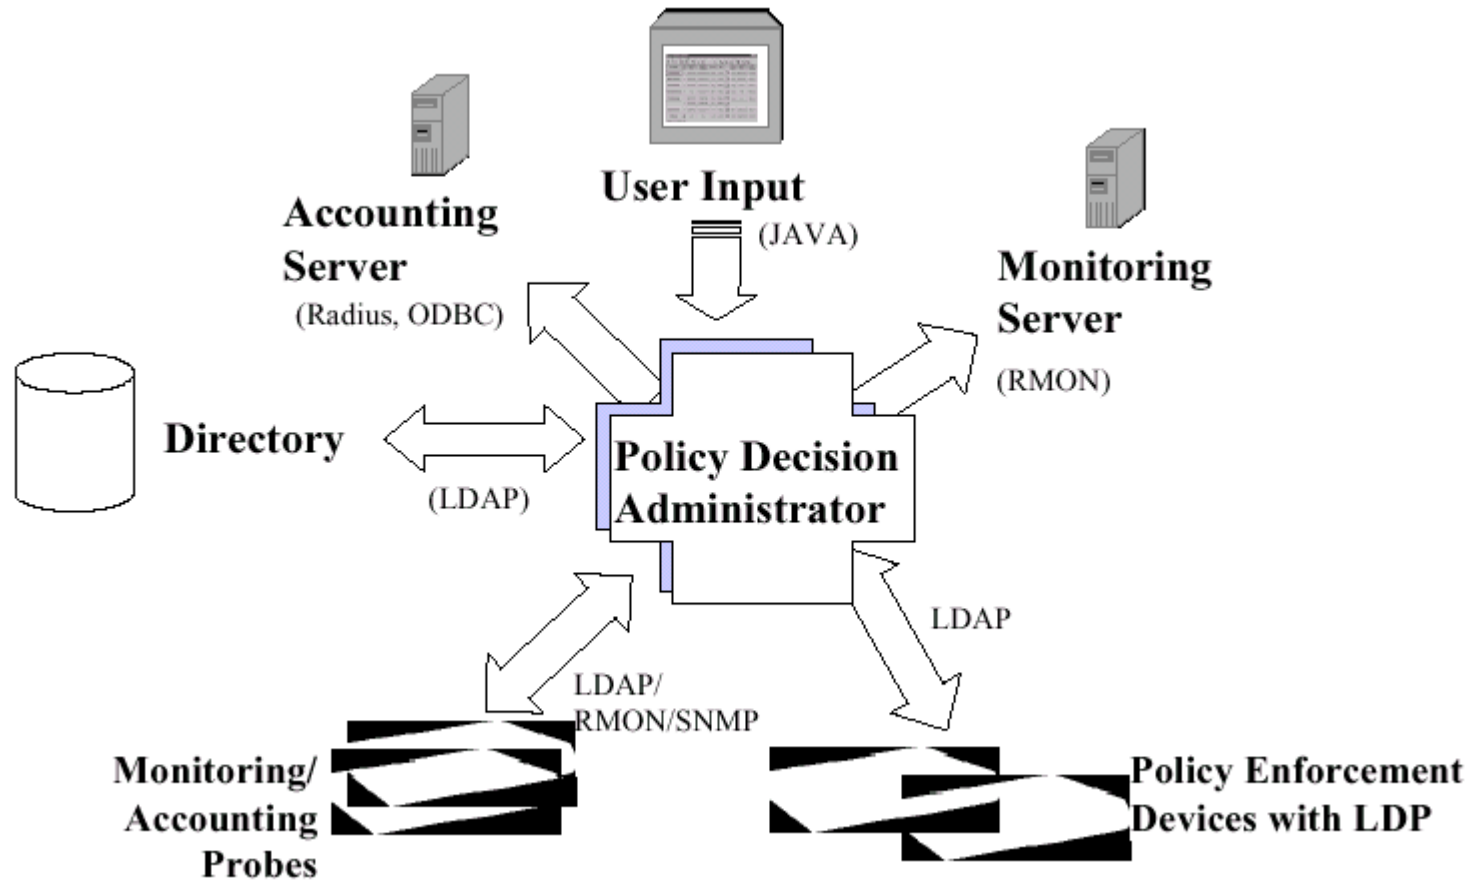 User Input
(JAVA)
Accounting
Server
(Radius, ODBC)
Monitoring
Server
(RMON)
Directory
(LDAP)
Policy Decision
Administrator
LDAP
LDAP/
RMON/SNMP
Monitoring/
Accounting
Probes
Policy Enforcement
Devices with LDP